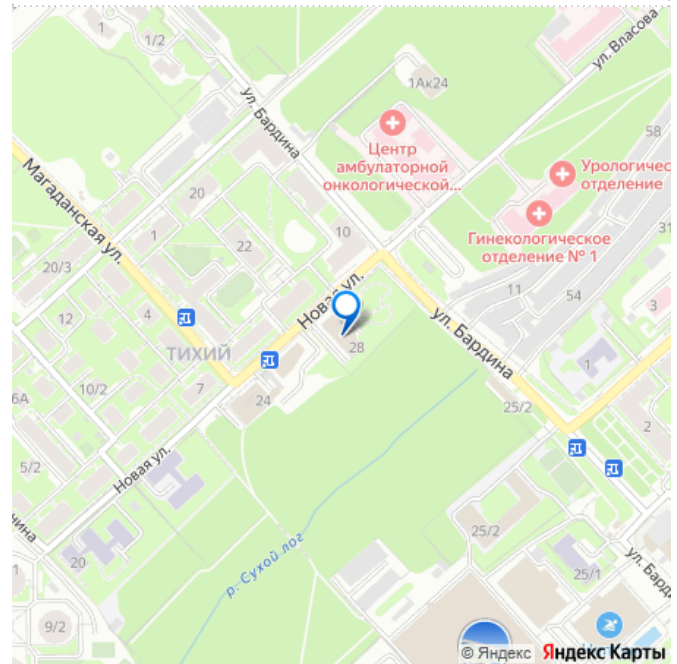 1/2
ул. Власова
1Ак24
ул. Бардина
58
Центр
амбулаторной
онкологической...
Урологичес
отделение
Магаданская ул.
20
1
22
10
Гинекологическое
отделение № 1
31
20/3
Новая ул.
11
54
3
12
4
ул. Бардина
1
ТИХИЙ
28
6А
10/2
7
24
25/2
2
5/2
Новая ул.
чина
25/2
р. Сухой лог
20
1
25/1
ул. Барди
9/2
© Яндекс Яндекс Карты